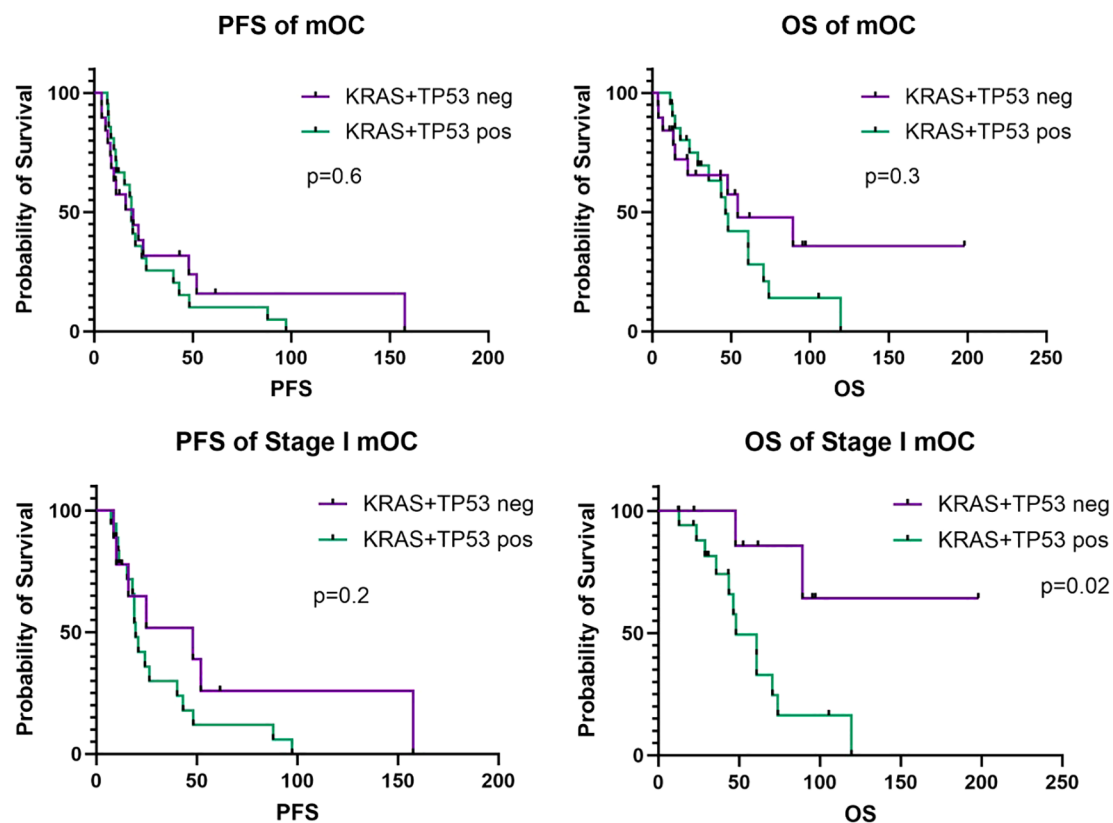 PFS of mOC
Probability of Survival
100
50
0
KRAS+TP53 neg
KRAS+TP53 pos
p=0.6
0 50 100 150 200
PFS
OS of mOC
Probability of Survival
100
50
0
KRAS+TP53 neg
KRAS+TP53 pos
p=0.3
0 50 100 150 200 250
OS
PFS of Stage I mOC
Probability of Survival
100
50
0
KRAS+TP53 neg
KRAS+TP53 pos
p=0.2
0 50 100 150 200
PFS
OS of Stage I mOC
Probability of Survival
100
50
0
KRAS+TP53 neg
KRAS+TP53 pos
p=0.02
0 50 100 150 200 250
OS